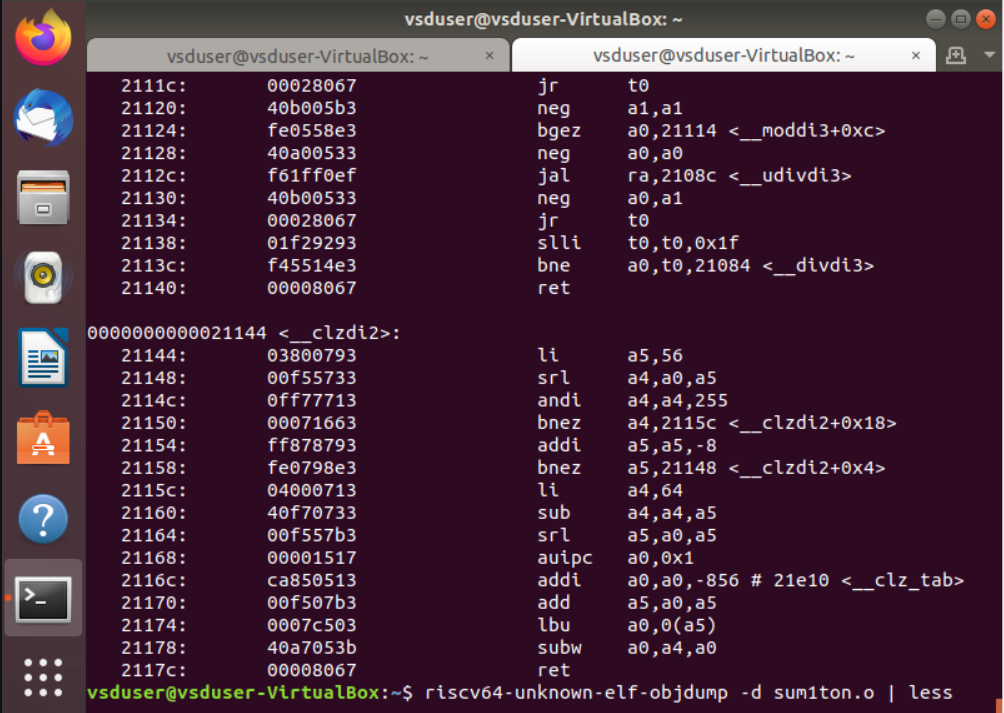 vsduser@vsduser-VirtualBox: ~
vsduser@vsduser-VirtualBox: ~ × vsduser@vsduser-VirtualBox: ~ ×
2111c: 00028067 jr t0
21120: 40b005b3 neg a1,a1
21124: fe0558e3 bgez a0,21114 <__moddi3+0xc>
21128: 40a00533 neg a0,a0
2112c: f61ff0ef jal ra,2108c <__udivdi3>
21130: 40b00533 neg a0,a1
21134: 00028067 jr t0
21138: 01f29293 slli t0,t0,0x1f
2113c: f45514e3 bne a0,t0,21084 <__divdi3>
21140: 00008067 ret
0000000000021144 <__clzdi2>:
21144: 03800793 li a5,56
21148: 00f55733 srl a4,a0,a5
2114c: 0ff77713 andi a4,a4,255
21150: 00071663 bnez a4,2115c <__clzdi2+0x18>
21154: ff878793 addi a5,a5,-8
21158: fe0798e3 bnez a5,21148 <__clzdi2+0x4>
2115c: 04000713 li a4,64
21160: 40f70733 sub a4,a4,a5
21164: 00f557b3 srl a5,a0,a5
21168: 00001517 auipc a0,0x1
2116c: ca850513 addi a0,a0,-856 # 21e10 <__clz_tab>
21170: 00f507b3 add a5,a0,a5
21174: 0007c503 lbu a0,0(a5)
21178: 40a7053b subw a0,a4,a0
2117c: 00008067 ret
vsduser@vsduser-VirtualBox:~$ riscv64-unknown-elf-objdump -d sum1ton.o | less